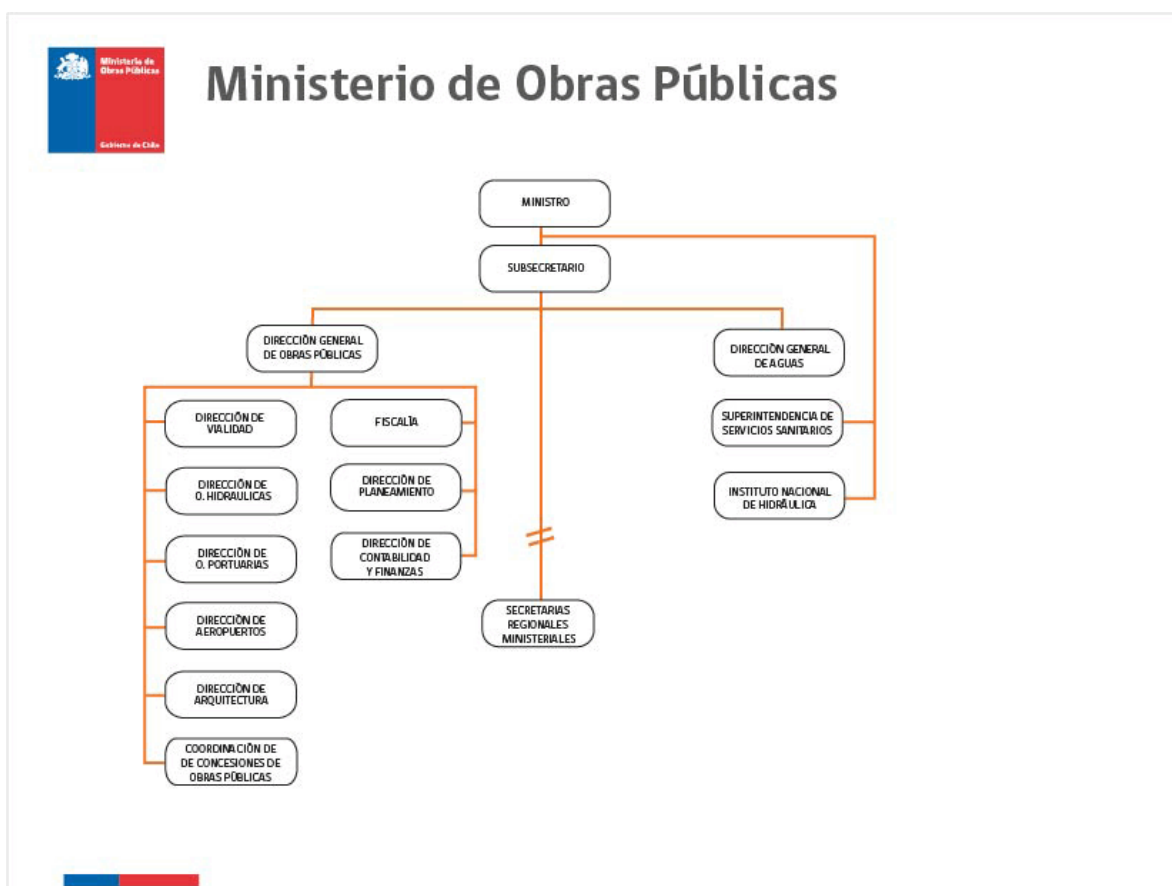 Ministerio de
Obras Públicas
Gobierno de Chile
Ministerio de Obras Públicas
MINISTRO
SUBSECRETARIO
DIRECCIÓN GENERAL
DE OBRAS PÚBLICAS
DIRECCIÓN GENERAL
DE AGUAS
DIRECCIÓN DE
VIALIDAD
FISCALÍA
SUPERINTENDENCIA DE
SERVICIOS SANITARIOS
DIRECCIÓN DE
O. HIDRAULICAS
DIRECCIÓN DE
PLANEAMIENTO
INSTITUTO NACIONAL
DE HIDRÁULICA
DIRECCIÓN DE
O. PORTUARIAS
DIRECCIÓN DE
CONTABILIDAD
Y FINANZAS
DIRECCIÓN DE
AEROPUERTOS
SECRETARIAS
REGIONALES
MINISTERIALES
DIRECCIÓN DE
ARQUITECTURA
COORDINACIÓN DE
DE CONCESIONES DE
OBRAS PÚBLICAS